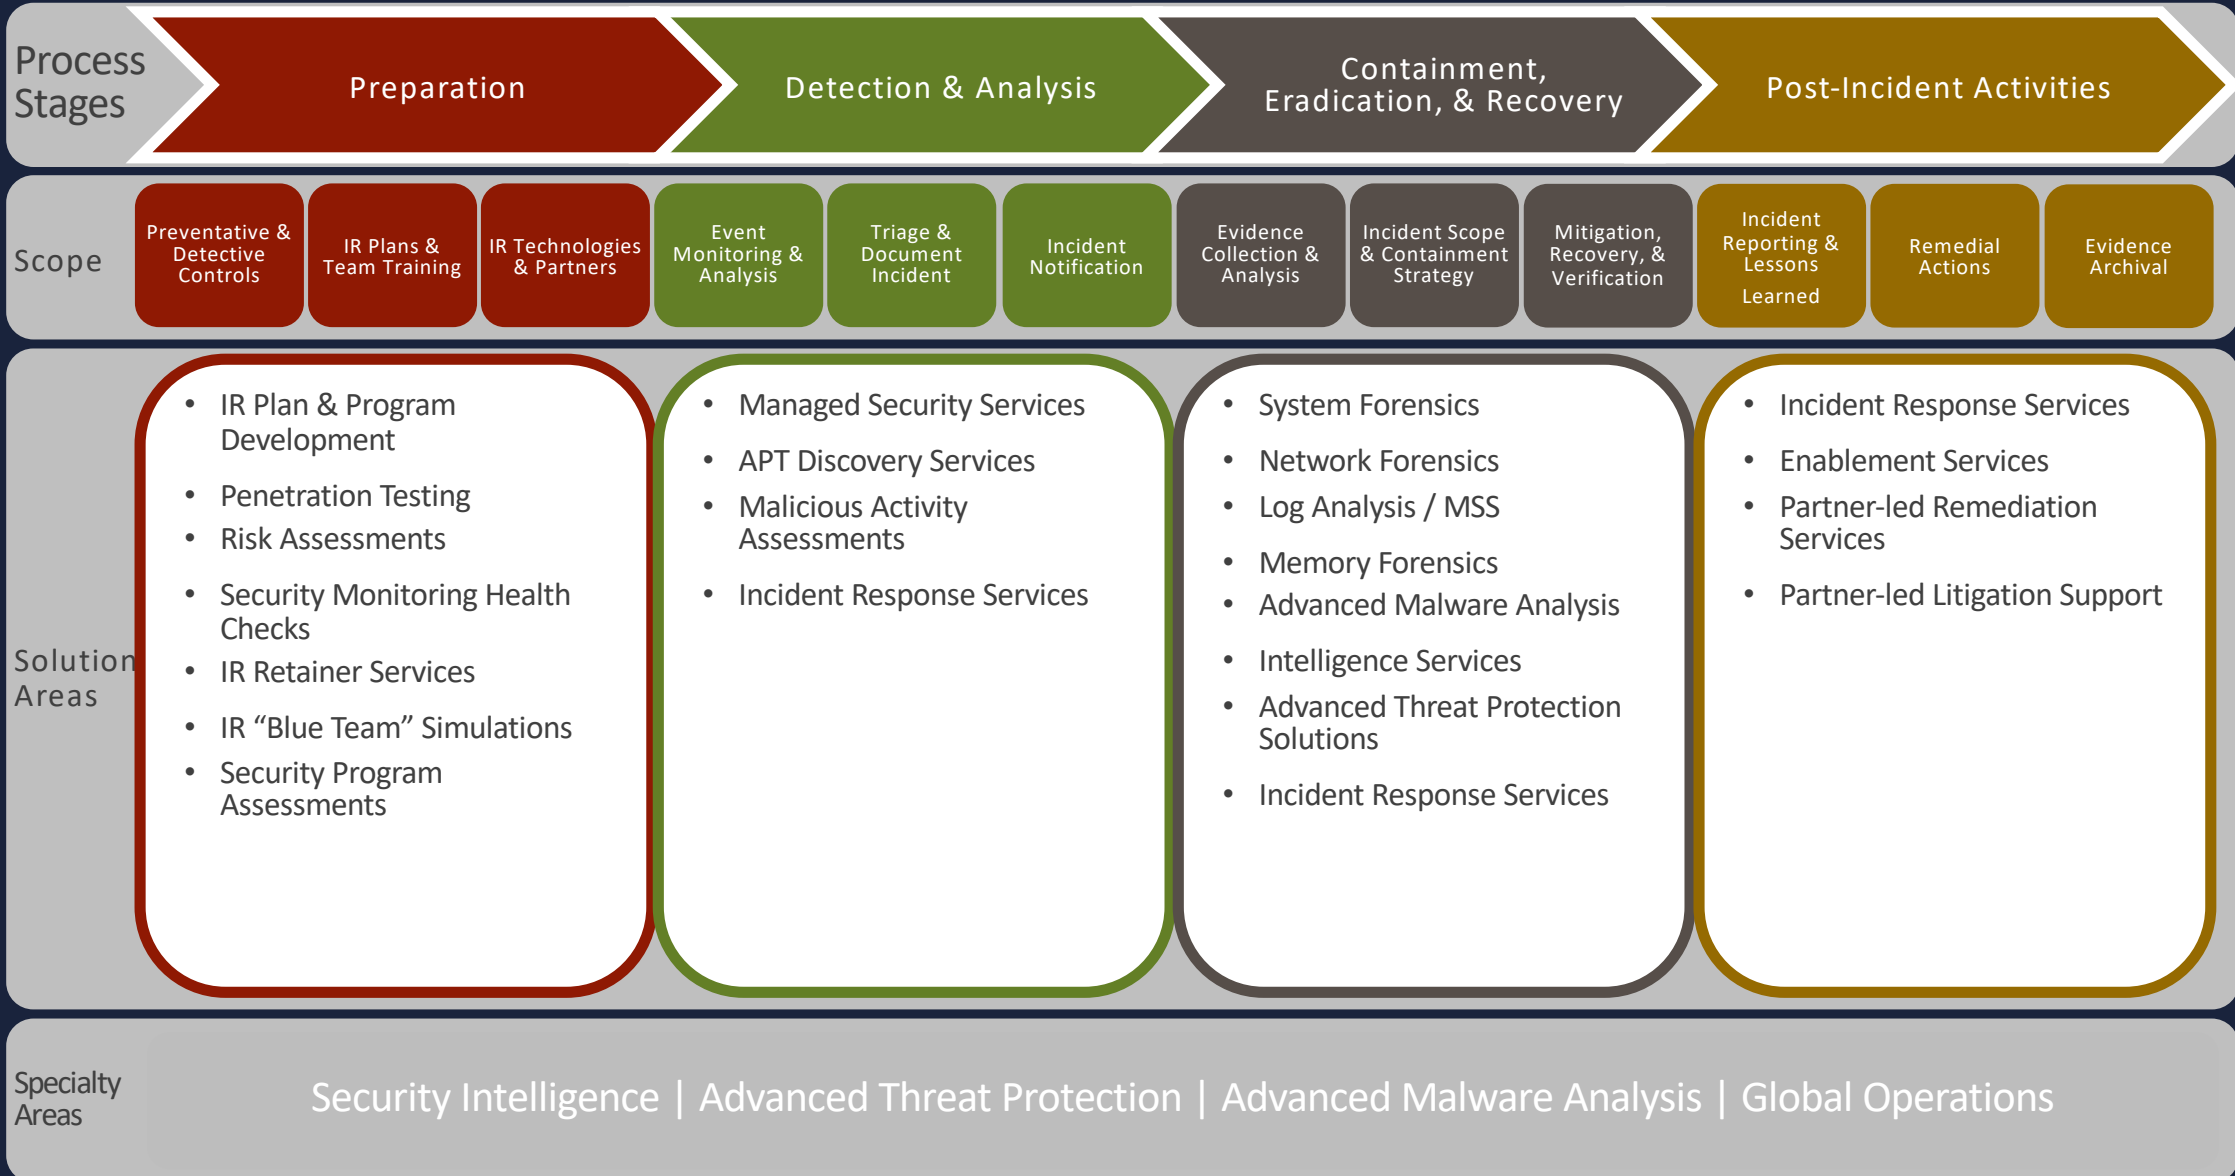 Process
Stages
Preparation
Detection & Analysis
Containment,
Eradication, & Recovery
Post-Incident Activities
Scope
Preventative &
Detective
Controls
IR Plans &
Team Training
IR Technologies
& Partners
Event
Monitoring &
Analysis
Triage &
Document
Incident
Incident
Notification
Evidence
Collection &
Analysis
Incident Scope
& Containment
Strategy
Mitigation,
Recovery, &
Verification
Incident
Reporting &
Lessons
Learned
Remedial
Actions
Evidence
Archival
Solution
Areas
• IR Plan & Program
Development
• Penetration Testing
• Risk Assessments
• Security Monitoring Health
Checks
• IR Retainer Services
• IR “Blue Team” Simulations
• Security Program
Assessments
• Managed Security Services
• APT Discovery Services
• Malicious Activity
Assessments
• Incident Response Services
• System Forensics
• Network Forensics
• Log Analysis / MSS
• Memory Forensics
• Advanced Malware Analysis
• Intelligence Services
• Advanced Threat Protection
Solutions
• Incident Response Services
• Incident Response Services
• Enablement Services
• Partner-led Remediation
Services
• Partner-led Litigation Support
Specialty
Areas
Security Intelligence | Advanced Threat Protection | Advanced Malware Analysis | Global Operations